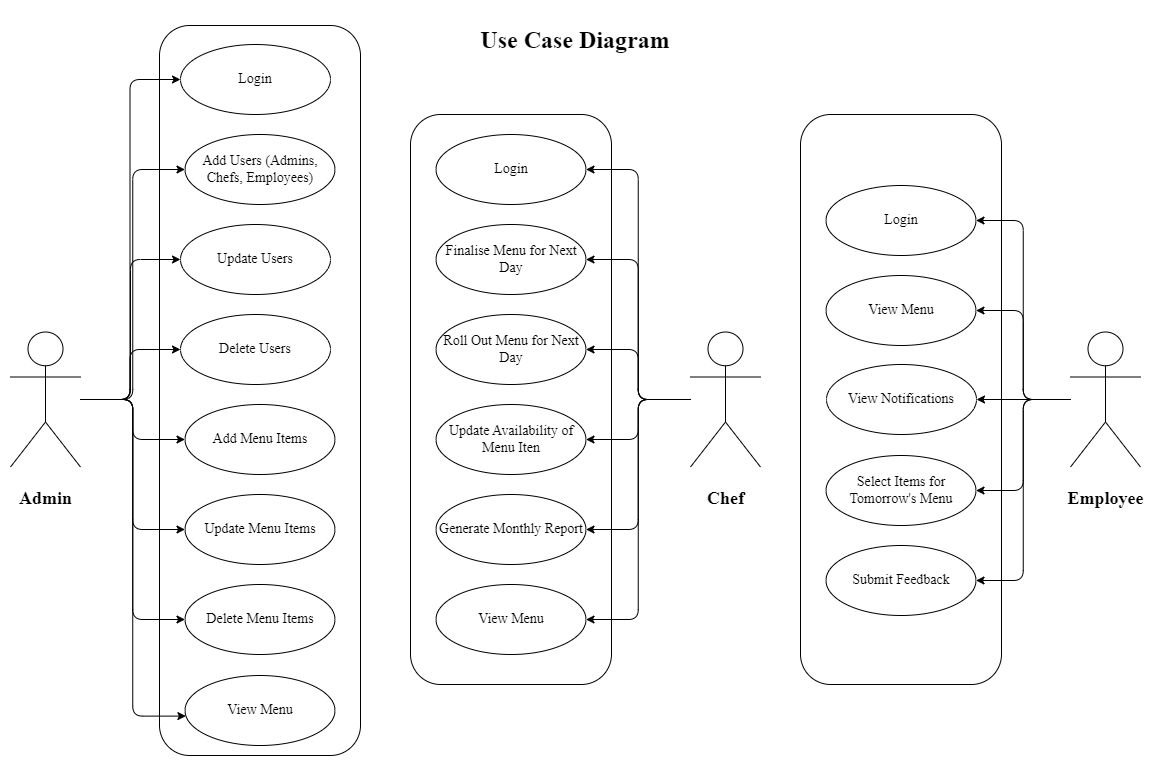 Use Case Diagram
Login
Add Users (Admins,
Chefs, Employees)
Update Users
Delete Users
Add Menu Items
Update Menu Items
Delete Menu Items
View Menu
Admin
Login
Finalise Menu for Next
Day
Roll Out Menu for Next
Day
Update Availability of
Menu Iten
Generate Monthly Report
View Menu
Chef
Login
View Menu
View Notifications
Select Items for
Tomorrow's Menu
Submit Feedback
Employee